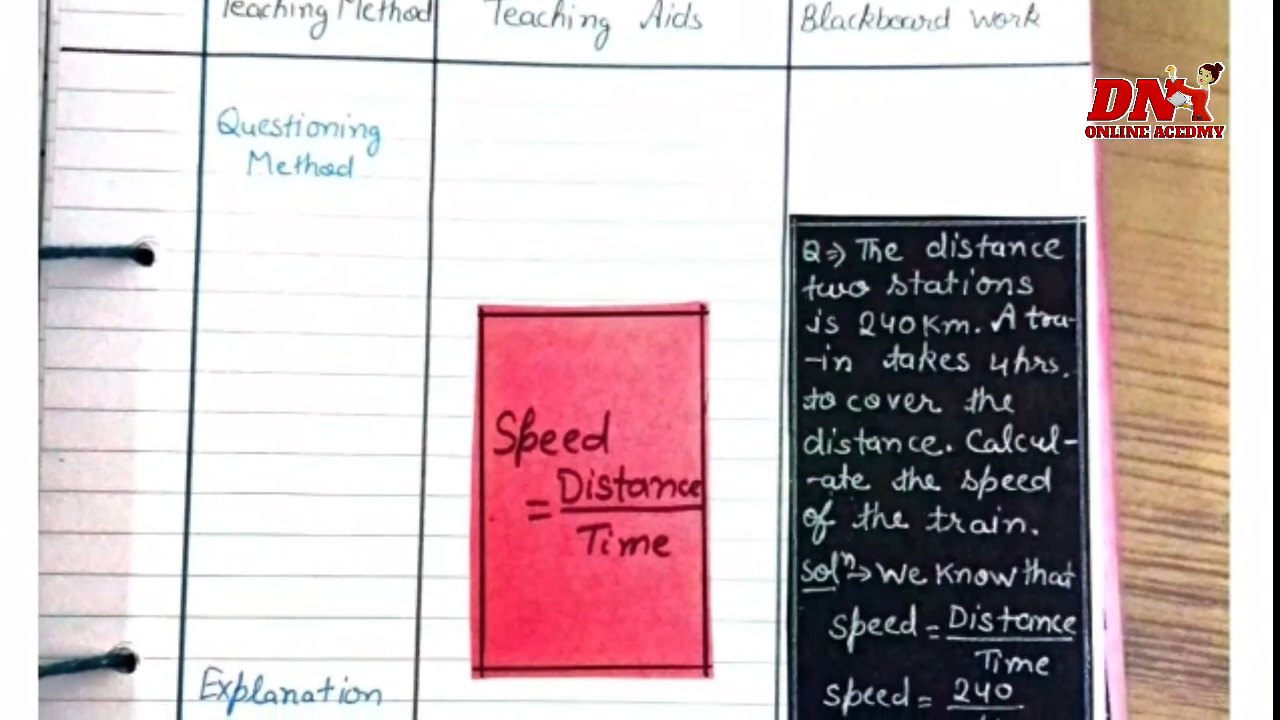 Teaching Method
Teaching Aids
Blackboard work
DN
ONLINE ACEDMY
Questioning
Method
Speed
= Distance
Time
Q⇒ The distance
two stations
is 240 Km. A tra-
-in takes 4hrs.
to cover the
distance. Calcul-
-ate the speed
of the train.
solⁿ⇒ We Know that
speed = Distance
Time
speed = 240
Explanation